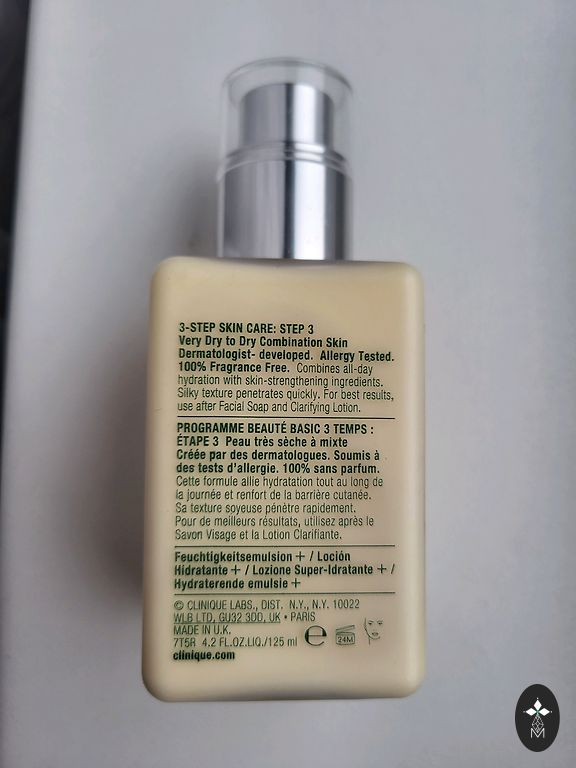 3-STEP SKIN CARE: STEP 3
Very Dry to Dry Combination Skin
Dermatologist- developed. Allergy Tested.
100% Fragrance Free. Combines all-day
hydration with skin-strengthening ingredients.
Silky texture penetrates quickly. For best results,
use after Facial Soap and Clarifying Lotion.
PROGRAMME BEAUTÉ BASIC 3 TEMPS :
ÉTAPE 3 Peau très sèche à mixte
Créée par des dermatologues. Soumis à
des tests d'allergie. 100% sans parfum.
Cette formule allie hydratation tout au long de
la journée et renfort de la barrière cutanée.
Sa texture soyeuse pénètre rapidement.
Pour de meilleurs résultats, utilisez après le
Savon Visage et la Lotion Clarifiante.
Feuchtigkeitsemulsion + / Loción
Hidratante + / Lozione Super-Idratante + /
Hydraterende emulsie +
© CLINIQUE LABS., DIST. N.Y., N.Y. 10022
WLB LTD, GU32 3DD, UK • PARIS
MADE IN U.K.
7T5R 4.2 FL.OZ.LIQ./125 ml e 24M
clinique.com
M